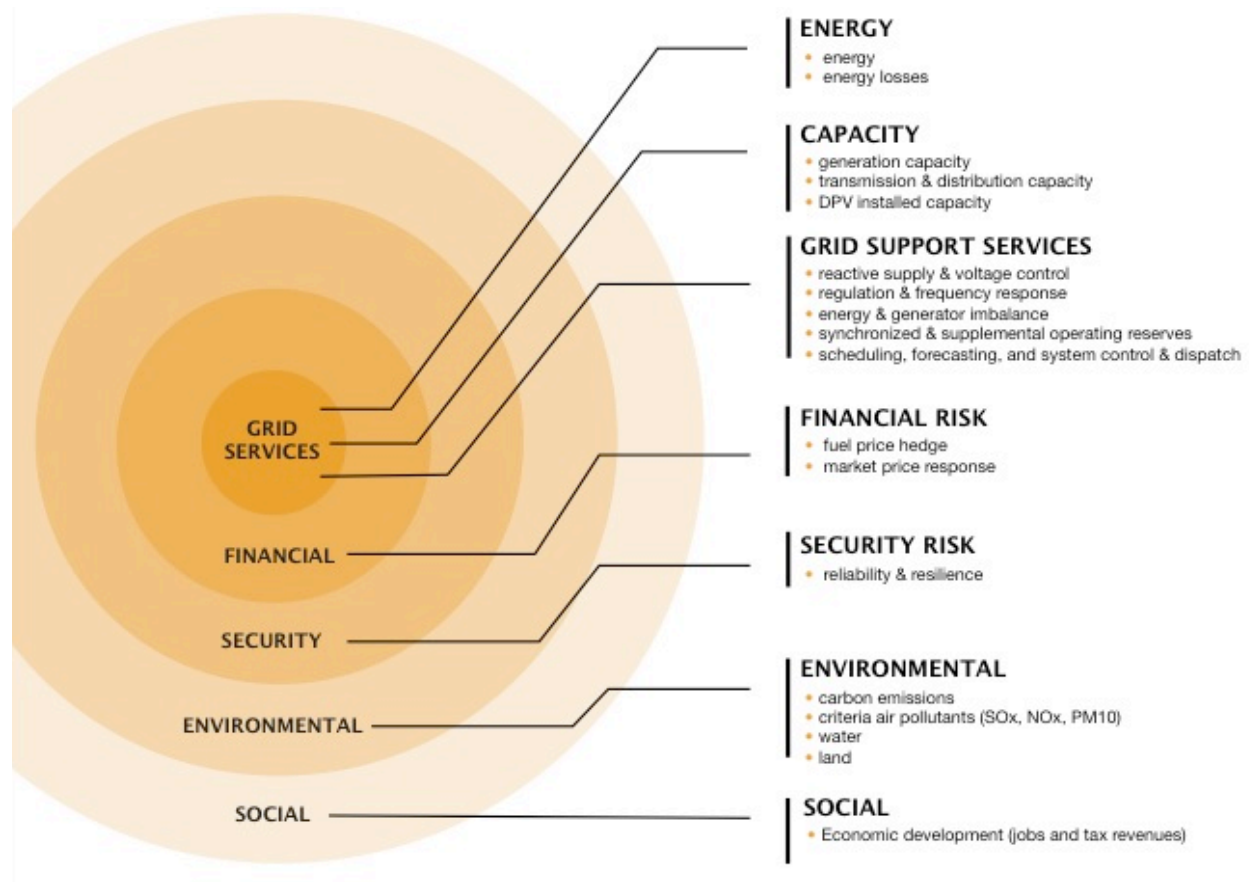 ENERGY
• energy
• energy losses
CAPACITY
• generation capacity
• transmission & distribution capacity
• DPV installed capacity
GRID SUPPORT SERVICES
• reactive supply & voltage control
• regulation & frequency response
• energy & generator imbalance
• synchronized & supplemental operating reserves
• scheduling, forecasting, and system control & dispatch
GRID
SERVICES
FINANCIAL RISK
• fuel price hedge
• market price response
FINANCIAL
SECURITY RISK
• reliability & resilience
SECURITY
ENVIRONMENTAL
• carbon emissions
• criteria air pollutants (SOx, NOx, PM10)
• water
• land
ENVIRONMENTAL
SOCIAL
• Economic development (jobs and tax revenues)
SOCIAL